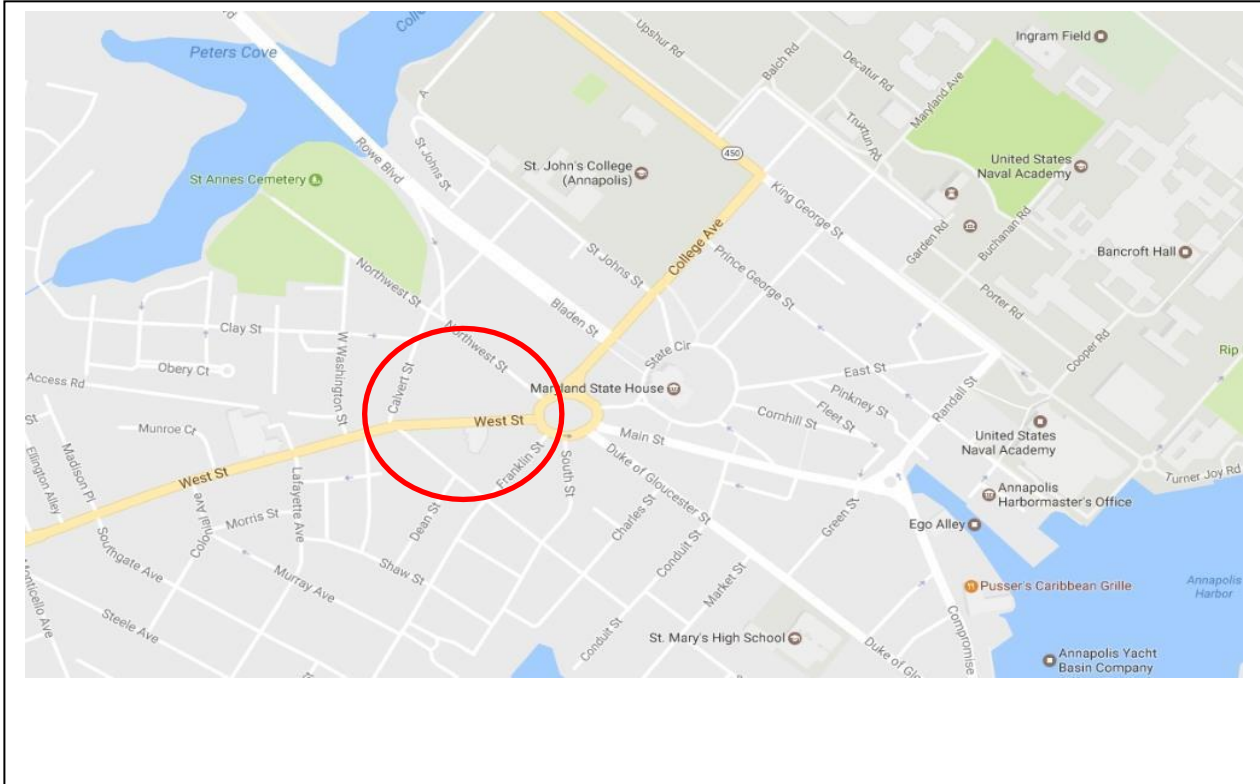 Peters Cove
Upshur Rd
Balch Rd
Decatur Rd
Ingram Field
Maryland Ave
Truxtun Rd
450
St. John's College
(Annapolis)
United States
Naval Academy
Rowe Blvd
St Johns St
St Annes Cemetery
King George St
Garden Rd
Buchanan Rd
Bancroft Hall
College Ave
Prince George St
St Johns St
Northwest St
Porter Rd
Bladen St
Clay St
Northwest St
State Cir
Cooper Rd
Rip
W Washington St
Obery Ct
Calvert St
Maryland State House
East St
Pinkney St
Randall St
Access Rd
Cornhill St
Fleet St
West St
Main St
Munroe Ct
United States
Naval Academy
Madison Pl
Ellington Alley
St
West St
Lafayette Ave
Franklin St
South St
Duke of Gloucester St
Turner Joy Rd
Annapolis
Harbormaster's Office
Colonial Ave
Morris St
Dean St
Charles St
Green St
Ego Alley
Conduit St
Southgate Ave
Shaw St
Murray Ave
Market St
Pusser's Caribbean Grille
Annapolis
Harbor
Monticello Ave
Steele Ave
Conduit St
St. Mary's High School
Duke of Glo
Compromise
Annapolis Yacht
Basin Company